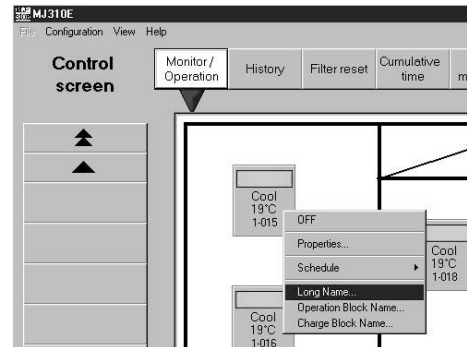 MJ310E
File Configuration View Help
Control
screen
Monitor /
Operation
History
Filter reset
Cumulative
time
m
Cool
19°C
1-015
OFF
Properties...
Schedule
Long Name...
Operation Block Name...
Charge Block Name...
Cool
19°C
1-018
Cool
19°C
1-016